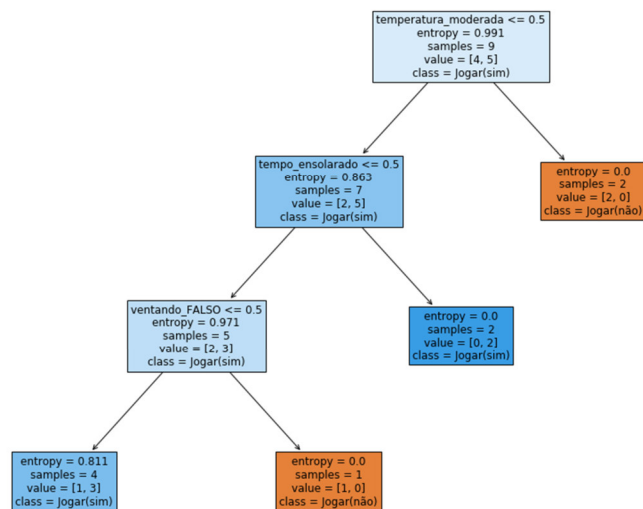 temperatura_moderada <= 0.5
entropy = 0.991
samples = 9
value = [4, 5]
class = Jogar(sim)
tempo_ensolarado <= 0.5
entropy = 0.863
samples = 7
value = [2, 5]
class = Jogar(sim)
entropy = 0.0
samples = 2
value = [2, 0]
class = Jogar(não)
ventando_FALSO <= 0.5
entropy = 0.971
samples = 5
value = [2, 3]
class = Jogar(sim)
entropy = 0.0
samples = 2
value = [0, 2]
class = Jogar(sim)
entropy = 0.811
samples = 4
value = [1, 3]
class = Jogar(sim)
entropy = 0.0
samples = 1
value = [1, 0]
class = Jogar(não)